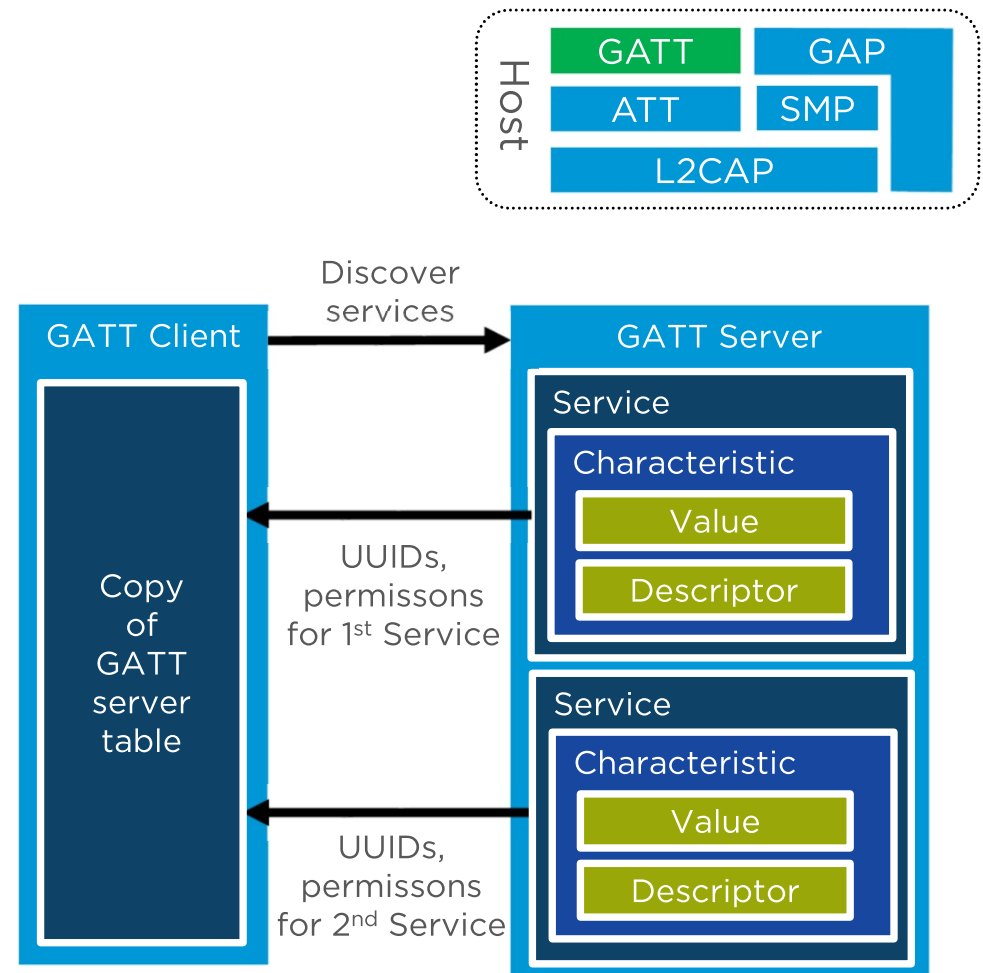 Host
GATT
GAP
ATT
SMP
L2CAP
Discover
services
GATT Client
Copy
of
GATT
server
table
GATT Server
Service
Characteristic
Value
Descriptor
UUIDs,
permissons
for 1st Service
Service
Characteristic
Value
Descriptor
UUIDs,
permissons
for 2nd Service